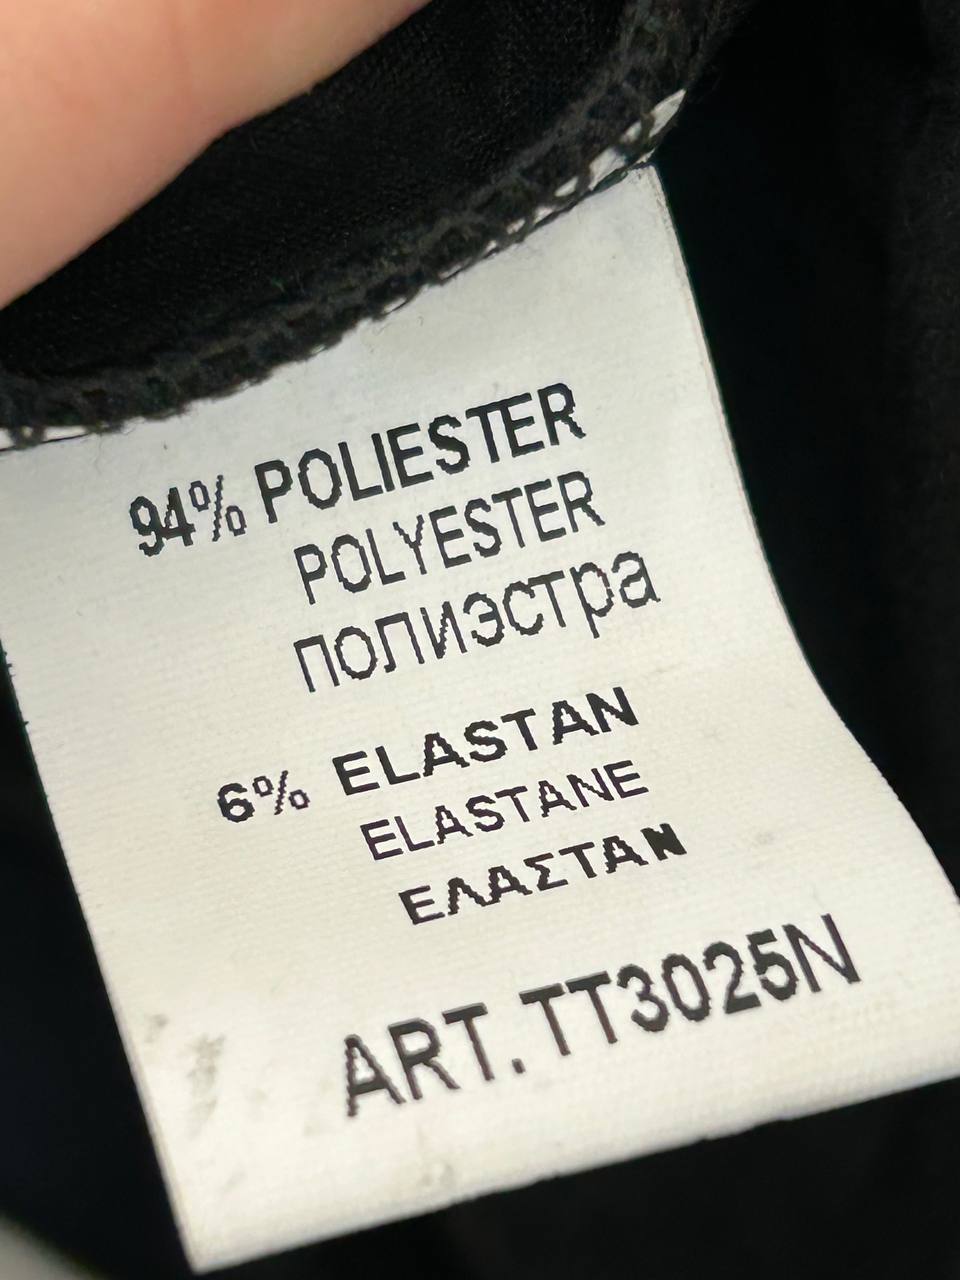 94% POLIESTER
POLYESTER
полиэстра
6% ELASTAN
ELASTANE
ΕΛΑΣΤΑΝ
ART. TT3025N